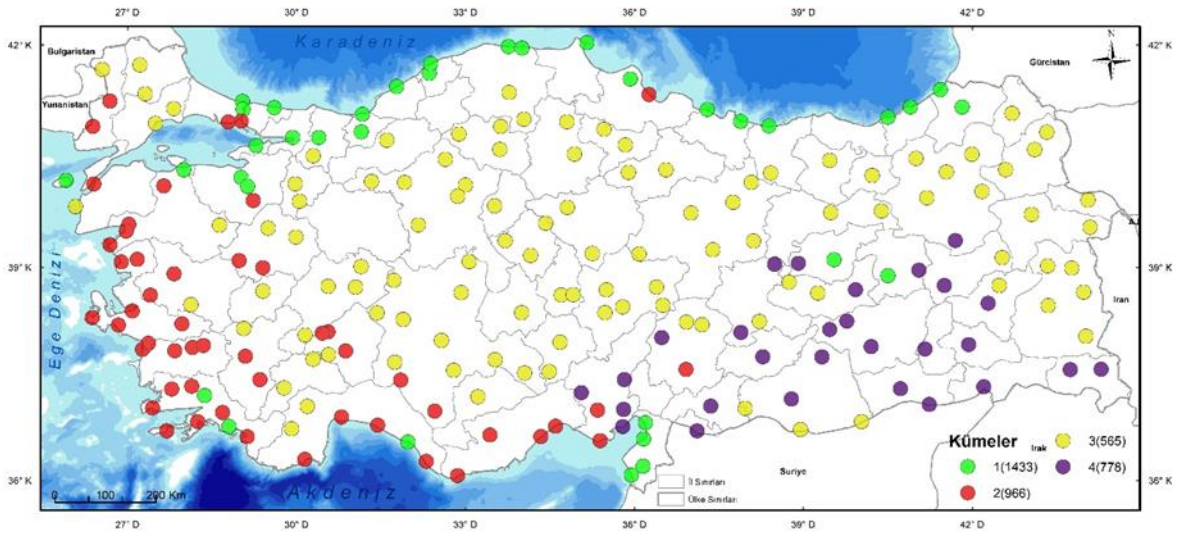 27° D 30° D 33° D 36° D 39° D 42° D
42° K
42° K
Karadeniz
Bulgaristan
Gürcistan
N
Yunanistan
Ege Denizi
39° K
39° K
İran
Kümeler
Irak
1(1433)
2(966)
3(565)
4(778)
Suriye
İl Sınırları
Ülke Sınırları
36° K
36° K
Akdeniz
0 100 200 Km
27° D 30° D 33° D 36° D 39° D 42° D